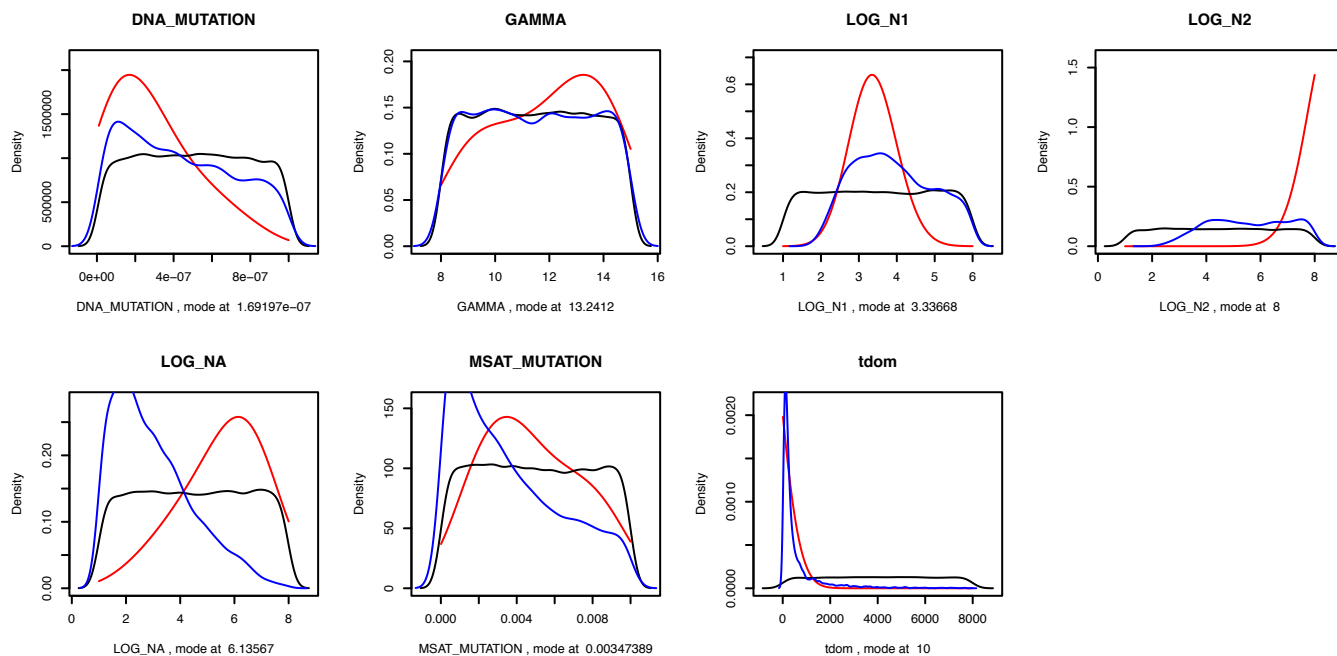 DNA_MUTATION
Density
0 500000 1500000
0e+00 4e−07 8e−07
DNA_MUTATION , mode at 1.69197e−07
GAMMA
Density
0.00 0.05 0.10 0.15 0.20
8 10 12 14 16
GAMMA , mode at 13.2412
LOG_N1
Density
0.0 0.2 0.4 0.6
1 2 3 4 5 6
LOG_N1 , mode at 3.33668
LOG_N2
Density
0.0 0.5 1.0 1.5
0 2 4 6 8
LOG_N2 , mode at 8
LOG_NA
Density
0.00 0.10 0.20
0 2 4 6 8
LOG_NA , mode at 6.13567
MSAT_MUTATION
Density
0 50 100 150
0.000 0.004 0.008
MSAT_MUTATION , mode at 0.00347389
tdom
Density
0.0000 0.0010 0.0020
0 2000 4000 6000 8000
tdom , mode at 10